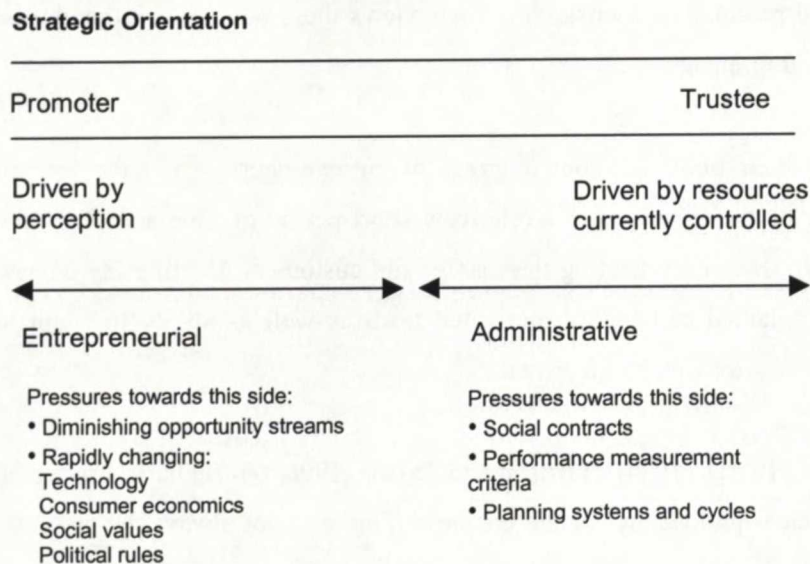 Strategic Orientation
Promoter
Trustee
Driven by
perception
Driven by resources
currently controlled
Entrepreneurial
Pressures towards this side:
• Diminishing opportunity streams
• Rapidly changing:
Technology
Consumer economics
Social values
Political rules
Administrative
Pressures towards this side:
• Social contracts
• Performance measurement
criteria
• Planning systems and cycles